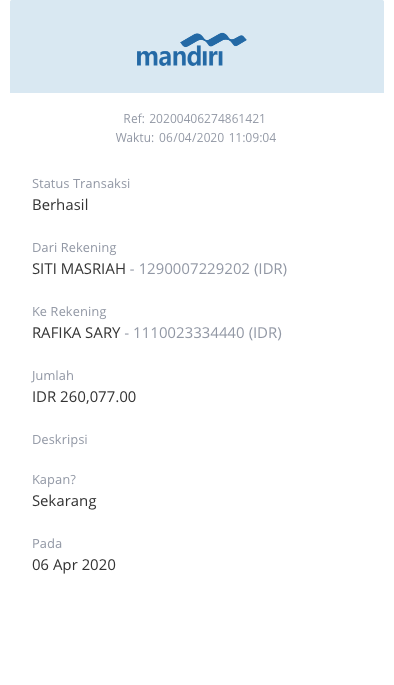 mandiri
Ref: 20200406274861421
Waktu: 06/04/2020 11:09:04
Status Transaksi
Berhasil
Dari Rekening
SITI MASRIAH - 1290007229202 (IDR)
Ke Rekening
RAFIKA SARY - 1110023334440 (IDR)
Jumlah
IDR 260,077.00
Deskripsi
Kapan?
Sekarang
Pada
06 Apr 2020